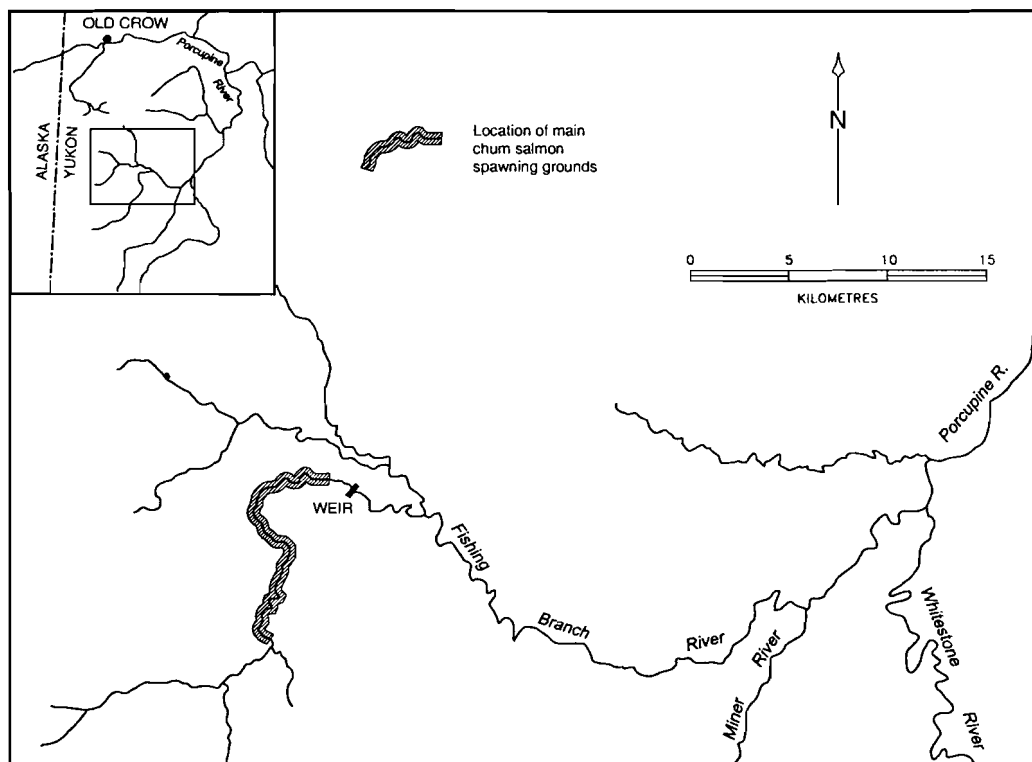 OLD CROW
Porcupine
River
ALASKA
YUKON
Location of main
chum salmon
spawning grounds
N
0 5 10 15
KILOMETRES
Porcupine R.
WEIR
Fishing
Branch
River
Miner
River
Whitestone
River